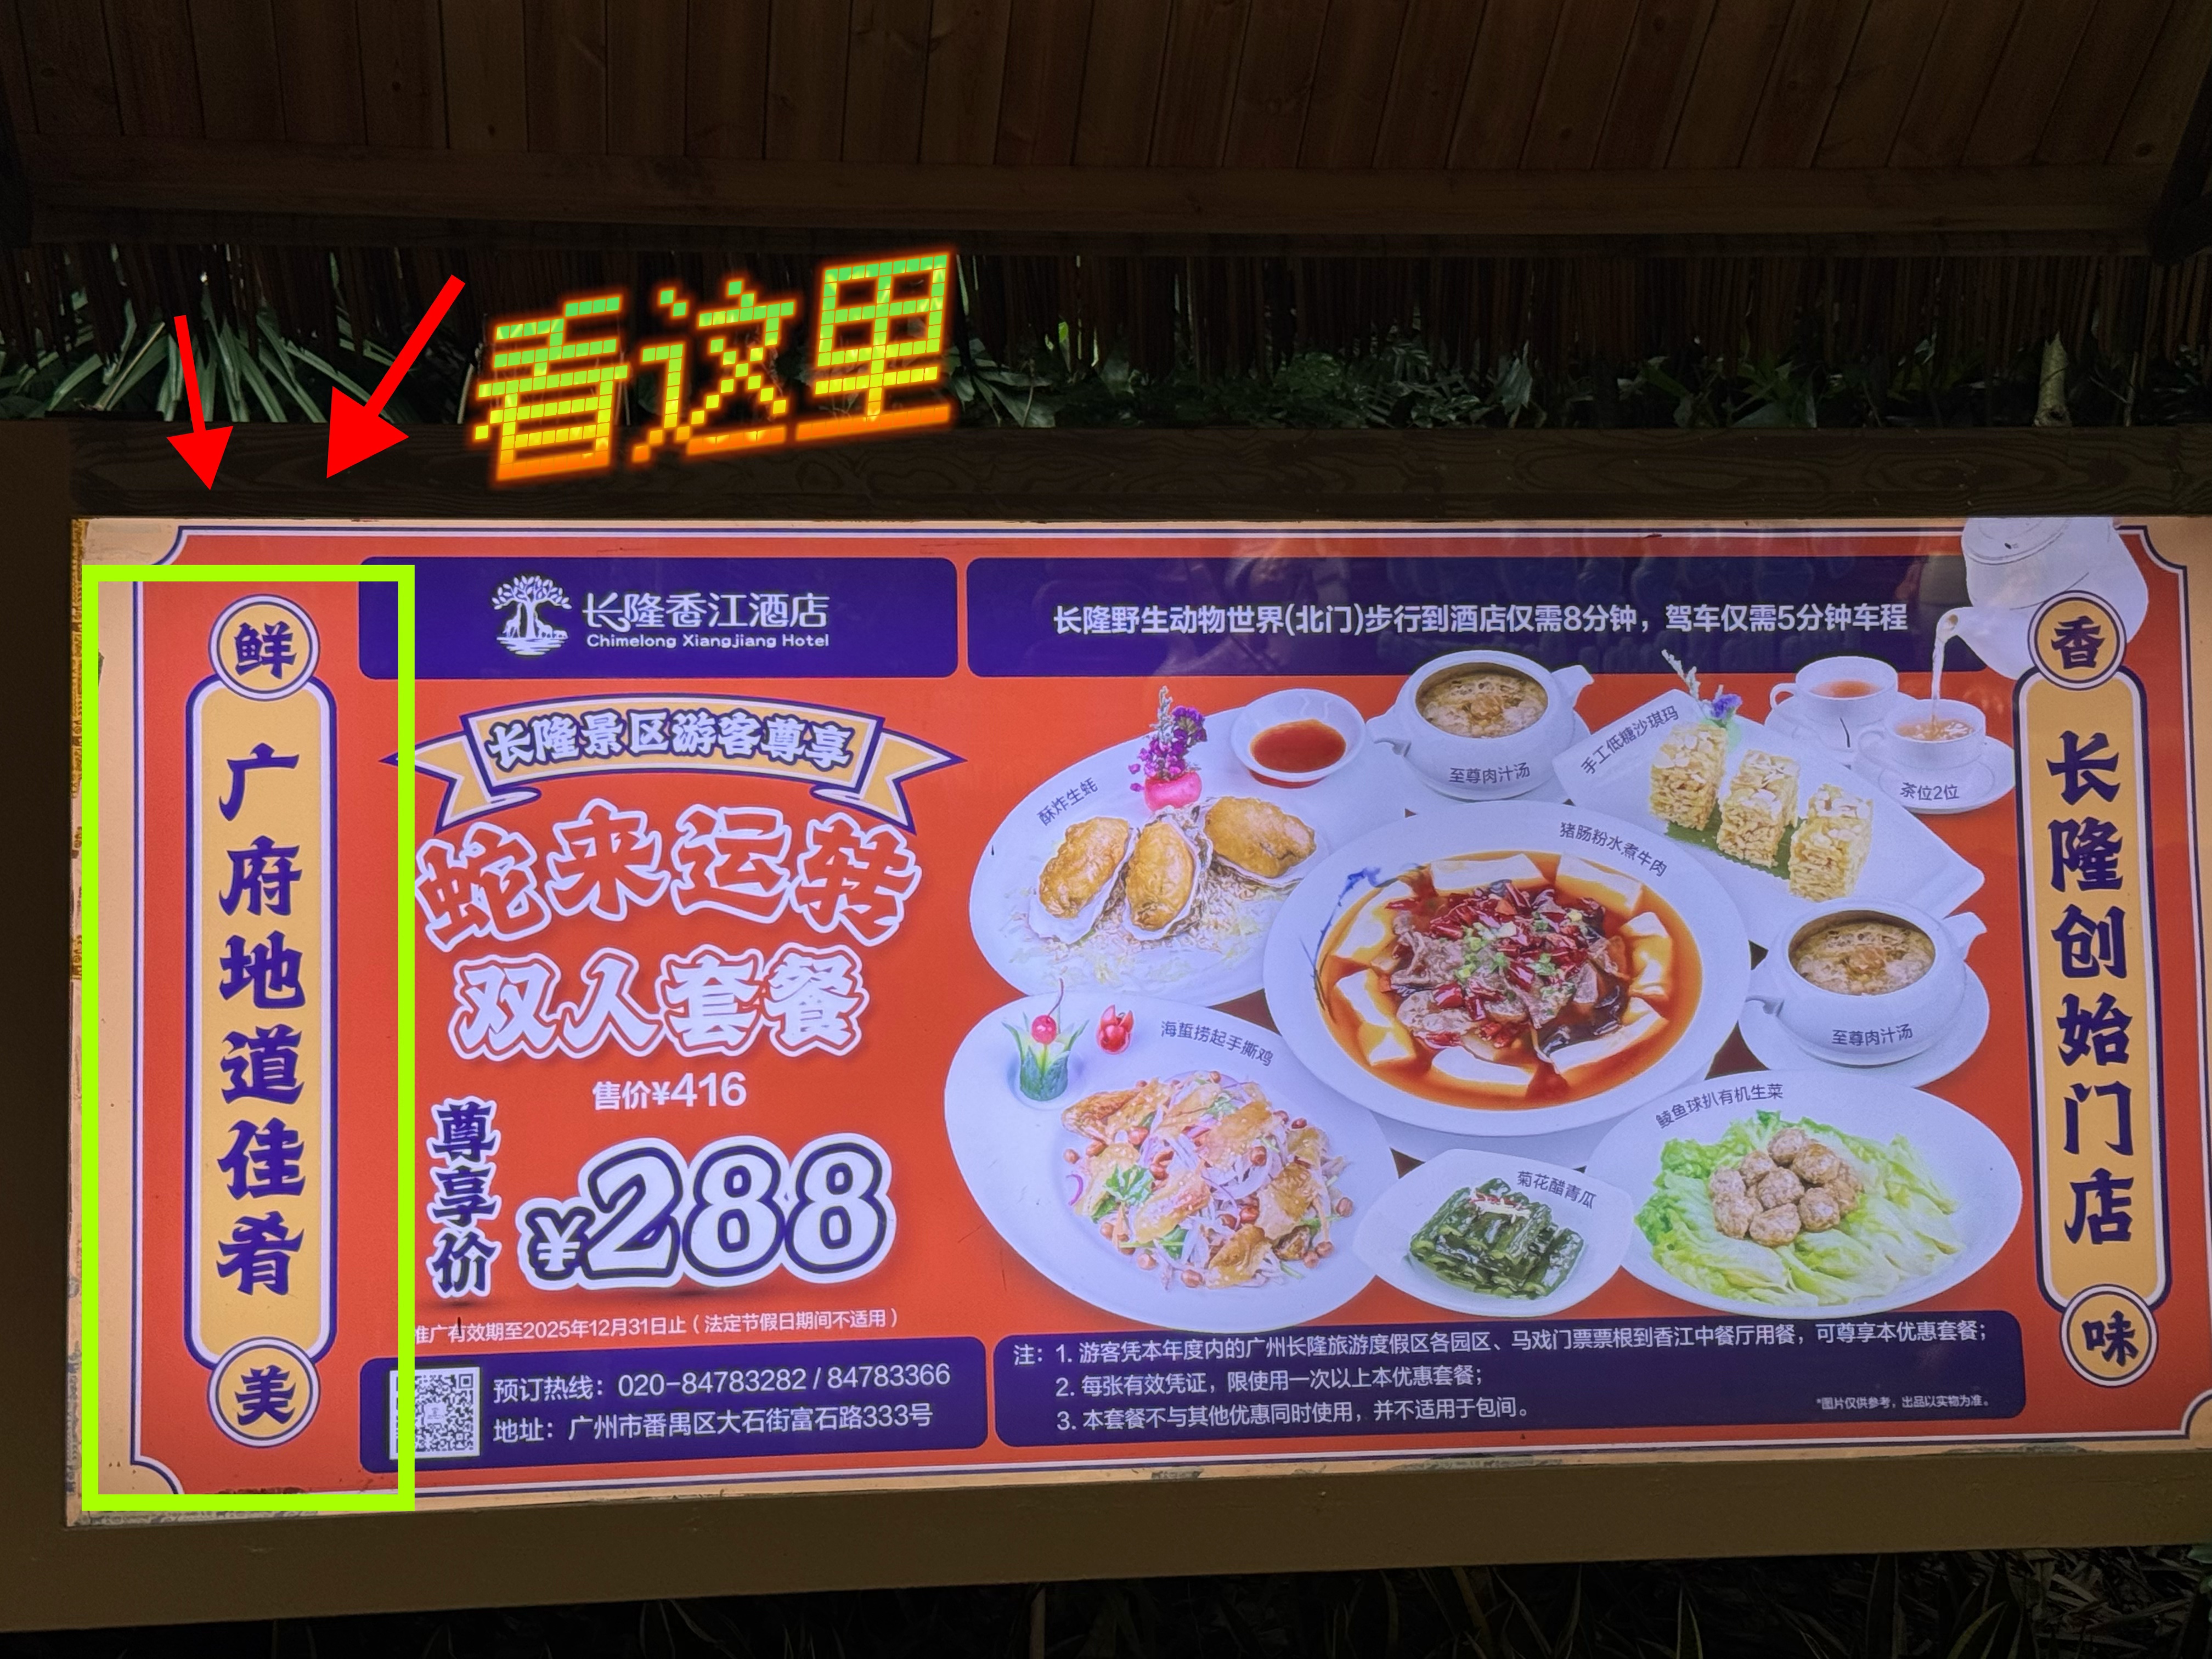 看这里
鲜
广府地道佳肴
美
长隆香江酒店
Chimelong Xiangjiang Hotel
长隆野生动物世界(北门)步行到酒店仅需8分钟，驾车仅需5分钟车程
长隆景区游客尊享
蛇来运转
双人套餐
售价¥416
尊享价
¥288
推广有效期至2025年12月31日止（法定节假日期间不适用）
预订热线：020-84783282 / 84783366
地址：广州市番禺区大石街富石路333号
酥炸生蚝
至尊肉汁汤
手工低糖沙琪玛
茶位2位
猪肠粉水煮牛肉
至尊肉汁汤
海蜇捞起手撕鸡
菊花醋青瓜
鲮鱼球扒有机生菜
注：1. 游客凭本年度内的广州长隆旅游度假区各园区、马戏门票票根到香江中餐厅用餐，可尊享本优惠套餐；
2. 每张有效凭证，限使用一次以上本优惠套餐；
3. 本套餐不与其他优惠同时使用，并不适用于包间。
*图片仅供参考，出品以实物为准。
香
长隆创始门店
味